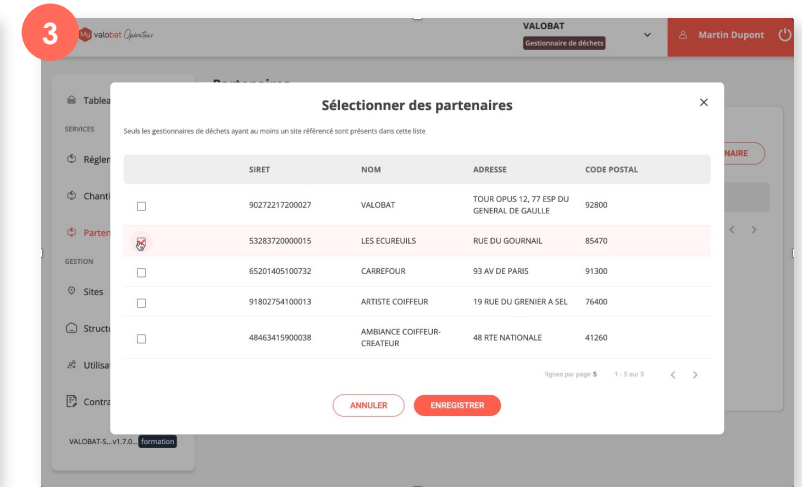 3
My valobat Opérateur
VALOBAT
Gestionnaire de déchets
Martin Dupont
Partenaires
Tablea
SERVICES
Régler
Chanti
Parten
GESTION
Sites
Structu
Utilisa
Contra
VALOBAT-S... v1.7.0... formation
NAIRE
Sélectionner des partenaires
Seuls les gestionnaires de déchets ayant au moins un site référencé sont présents dans cette liste
SIRET NOM ADRESSE CODE POSTAL
90272217200027 VALOBAT TOUR OPUS 12, 77 ESP DU GENERAL DE GAULLE 92800
53283720000015 LES ECUREUILS RUE DU GOURNAIL 85470
65201405100732 CARREFOUR 93 AV DE PARIS 91300
91802754100013 ARTISTE COIFFEUR 19 RUE DU GRENIER A SEL 76400
48463415900038 AMBIANCE COIFFEUR-CREATEUR 48 RTE NATIONALE 41260
lignes par page 5 1 - 5 sur 5
ANNULER ENREGISTRER